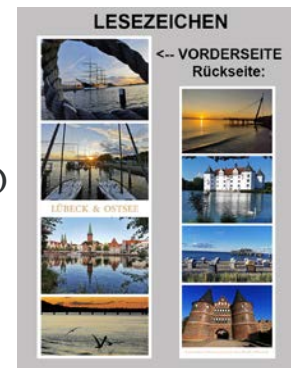 LESEZEICHEN
<-- VORDERSEITE
Rückseite:
)
LÜBECK & OSTSEE